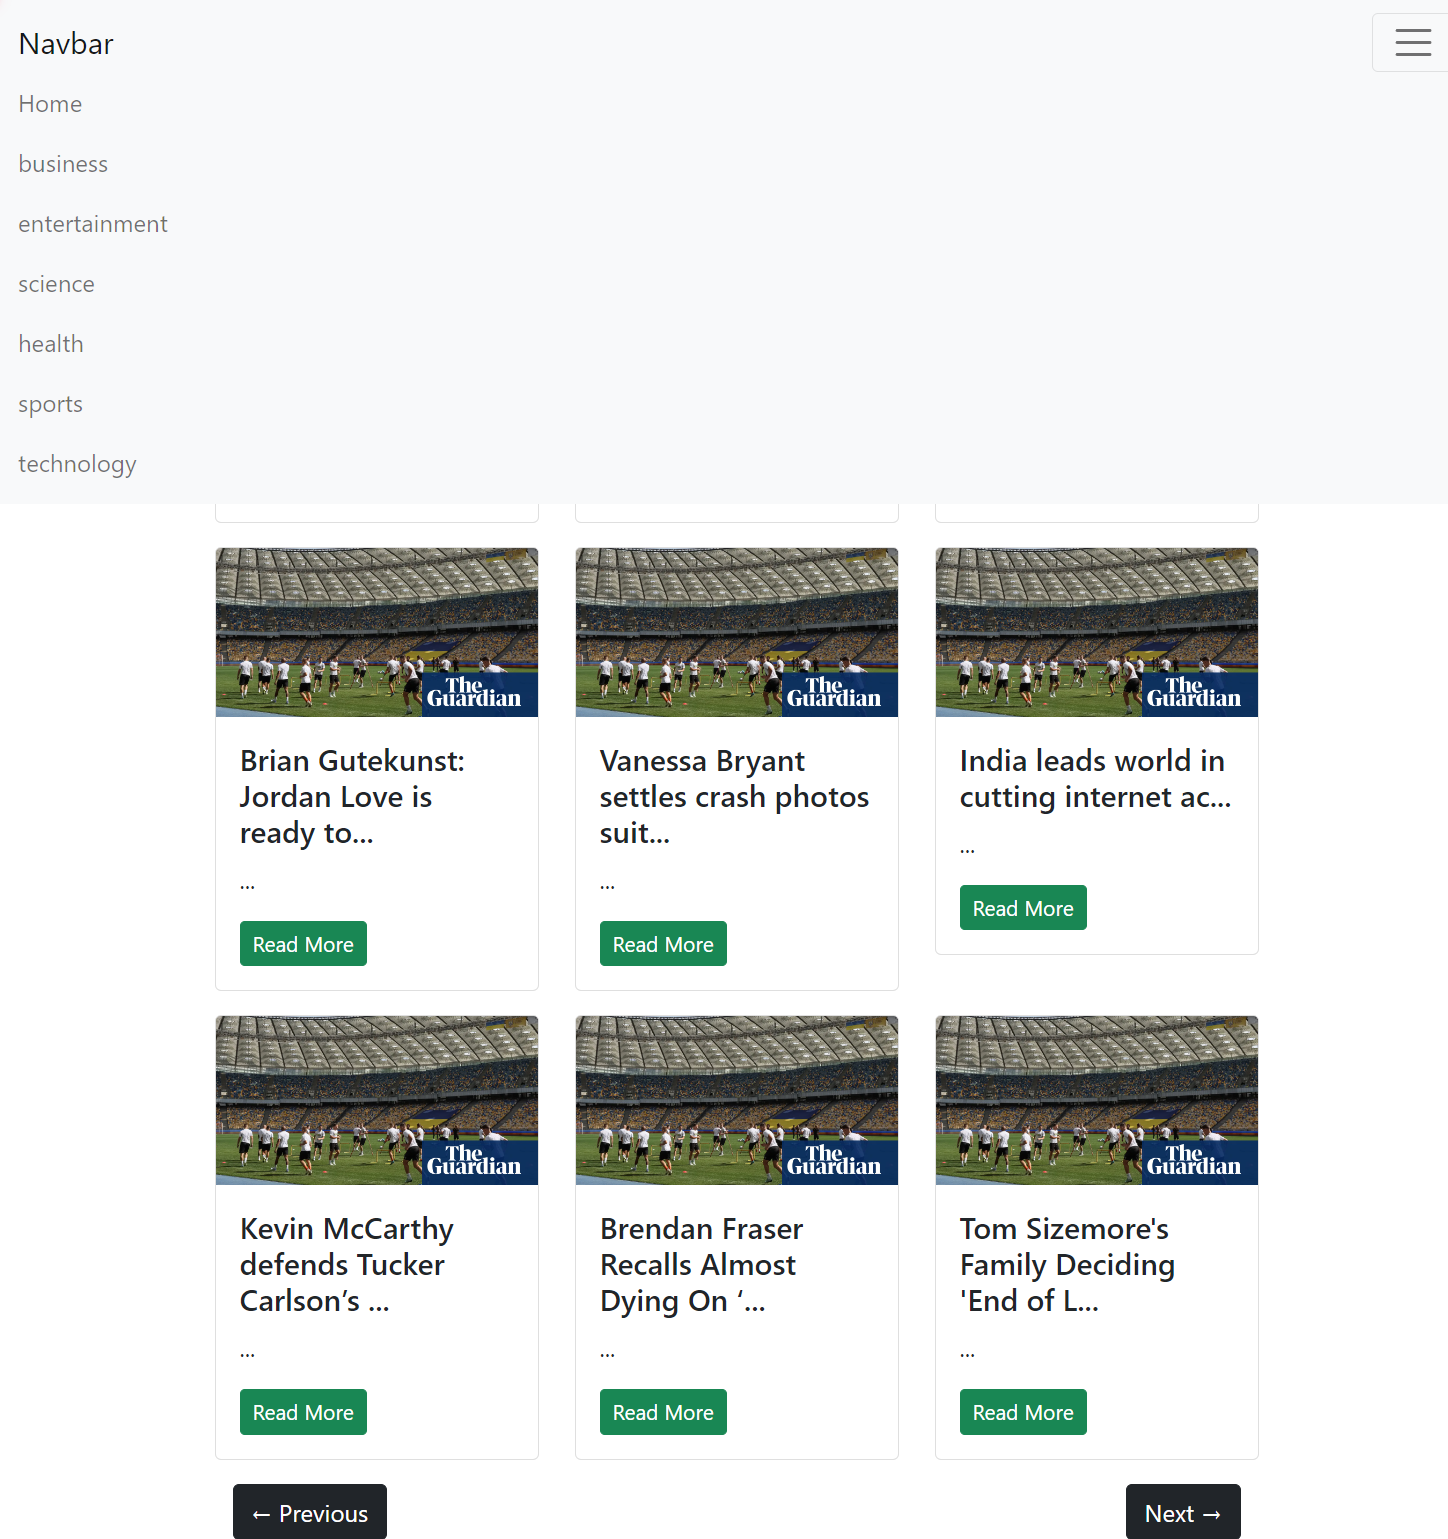 Navbar
Home
business
entertainment
science
health
sports
technology
The
Guardian
The
Guardian
The
Guardian
Brian Gutekunst:
Jordan Love is
ready to...
...
Read More
Vanessa Bryant
settles crash photos
suit...
...
Read More
India leads world in
cutting internet ac...
...
Read More
The
Guardian
The
Guardian
The
Guardian
Kevin McCarthy
defends Tucker
Carlson’s ...
...
Read More
Brendan Fraser
Recalls Almost
Dying On ‘...
...
Read More
Tom Sizemore's
Family Deciding
'End of L...
...
Read More
← Previous
Next →